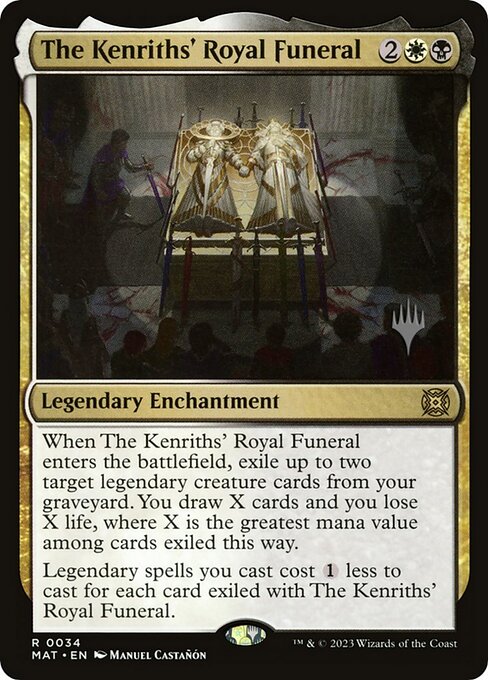 The Kenriths' Royal Funeral 2
Legendary Enchantment
When The Kenriths' Royal Funeral
enters the battlefield, exile up to two
target legendary creature cards from your
graveyard. You draw X cards and you lose
X life, where X is the greatest mana value
among cards exiled this way.
Legendary spells you cast cost 1 less to
cast for each card exiled with The Kenriths'
Royal Funeral.
R 0034
MAT • EN Manuel Castañón
™ & © 2023 Wizards of the Coast